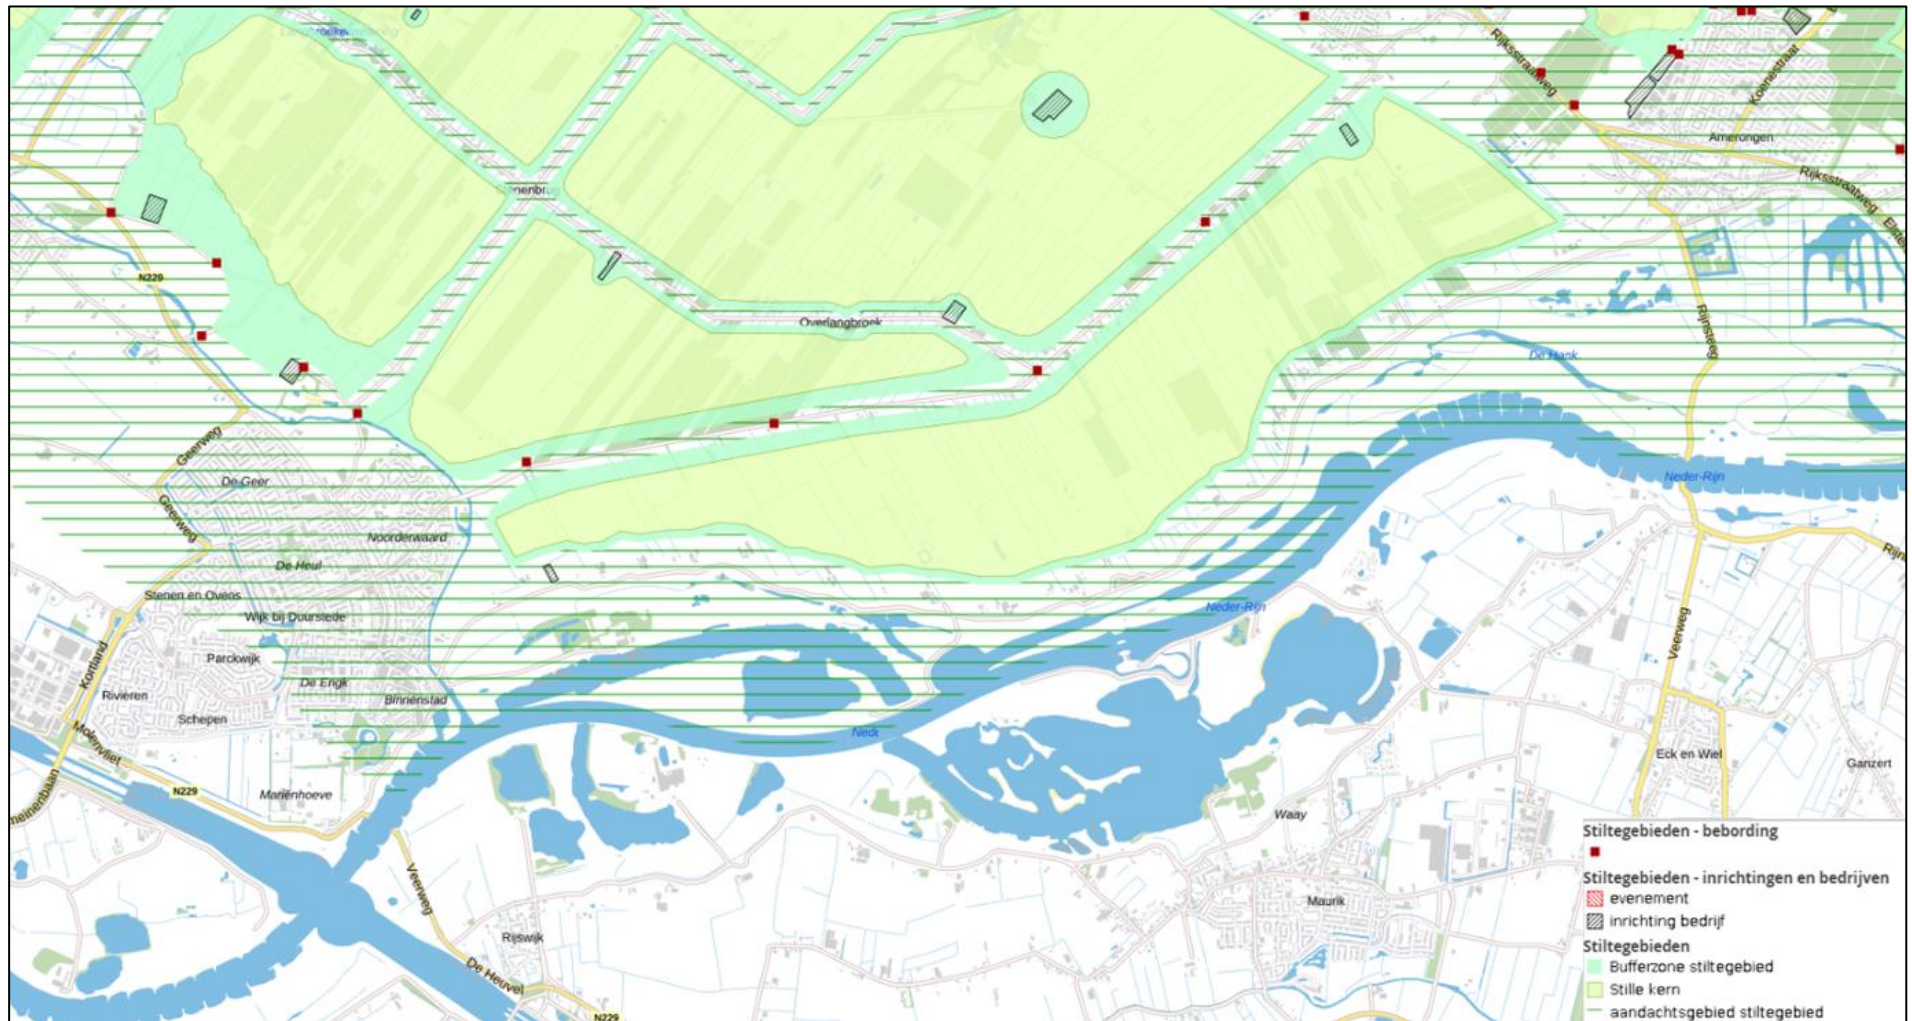 Rijksstraatweg
Koenestraat
Amerongen
Rijksstraatweg
N229
Overlangbroek
Rijnsteeg
De Hank
Geerweg
De Geer
Neder-Rijn
Geerweg
Noorderwaard
De Heul
Stenen en Ovens
Wijk bij Duurstede
Neder-Rijn
Veerweg
Kortland
Parckwijk
De Engk
Rivieren
Binnenstad
Schepen
Molenvliet
Eck en Wiel
Ganzert
N229
Mariënhoeve
Waay
Veerweg
Maurik
Rijswijk
De Heuvel
N229
Stiltegebieden - bebording
Stiltegebieden - inrichtingen en bedrijven
evenement
inrichting bedrijf
Stiltegebieden
Bufferzone stiltegebied
Stille kern
aandachtsgebied stiltegebied